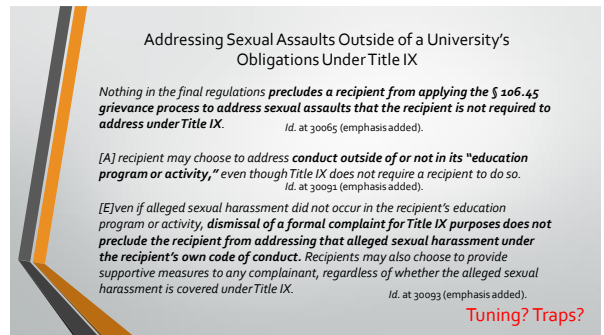 Addressing Sexual Assaults Outside of a University's
Obligations Under Title IX
Nothing in the final regulations precludes a recipient from applying the § 106.45
grievance process to address sexual assaults that the recipient is not required to
address under Title IX.
Id. at 30065 (emphasis added).
[A] recipient may choose to address conduct outside of or not in its “education
program or activity,” even though Title IX does not require a recipient to do so.
Id. at 30091 (emphasis added).
[E]ven if alleged sexual harassment did not occur in the recipient's education
program or activity, dismissal of a formal complaint for Title IX purposes does not
preclude the recipient from addressing that alleged sexual harassment under
the recipient's own code of conduct. Recipients may also choose to provide
supportive measures to any complainant, regardless of whether the alleged sexual
harassment is covered under Title IX.
Id. at 30093 (emphasis added).
Tuning? Traps?